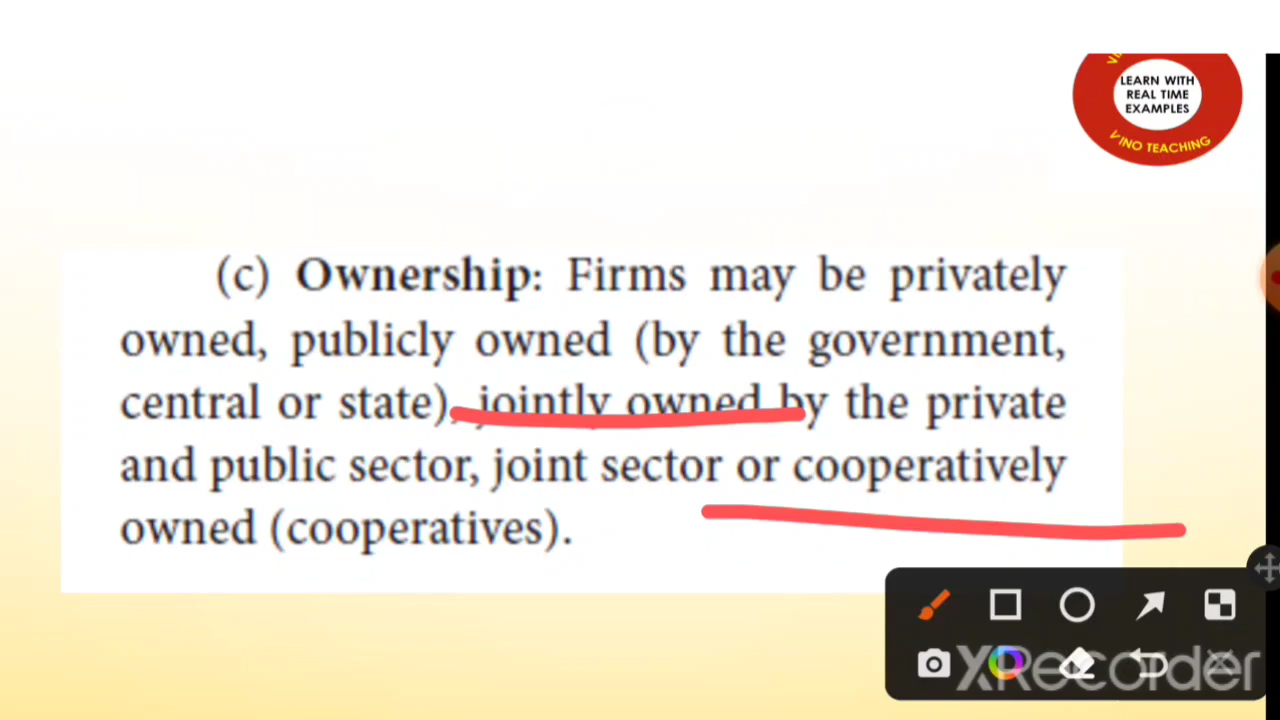 LEARN WITH
REAL TIME
EXAMPLES
VINO TEACHING
(c) Ownership: Firms may be privately
owned, publicly owned (by the government,
central or state), jointly owned by the private
and public sector, joint sector or cooperatively
owned (cooperatives).
XRecorder